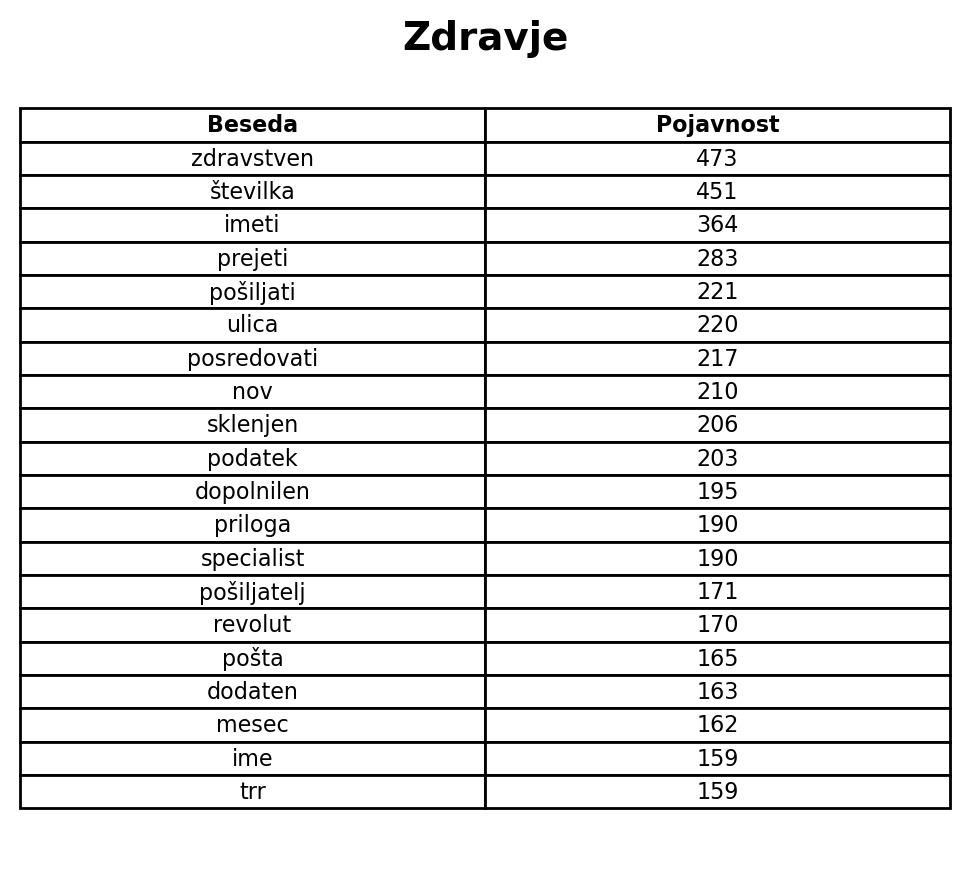 Zdravje
Beseda Pojavnost
zdravstven 473
številka 451
imeti 364
prejeti 283
pošiljati 221
ulica 220
posredovati 217
nov 210
sklenjen 206
podatek 203
dopolnilen 195
priloga 190
specialist 190
pošiljatelj 171
revolut 170
pošta 165
dodaten 163
mesec 162
ime 159
trr 159